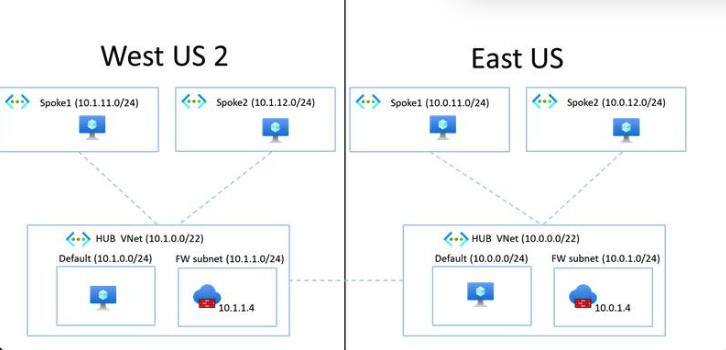 West US 2
Spoke1 (10.1.11.0/24)
Spoke2 (10.1.12.0/24)
HUB VNet (10.1.0.0/22)
Default (10.1.0.0/24)
FW subnet (10.1.1.0/24)
10.1.1.4
East US
Spoke1 (10.0.11.0/24)
Spoke2 (10.0.12.0/24)
HUB VNet (10.0.0.0/22)
Default (10.0.0.0/24)
FW subnet (10.0.1.0/24)
10.0.1.4